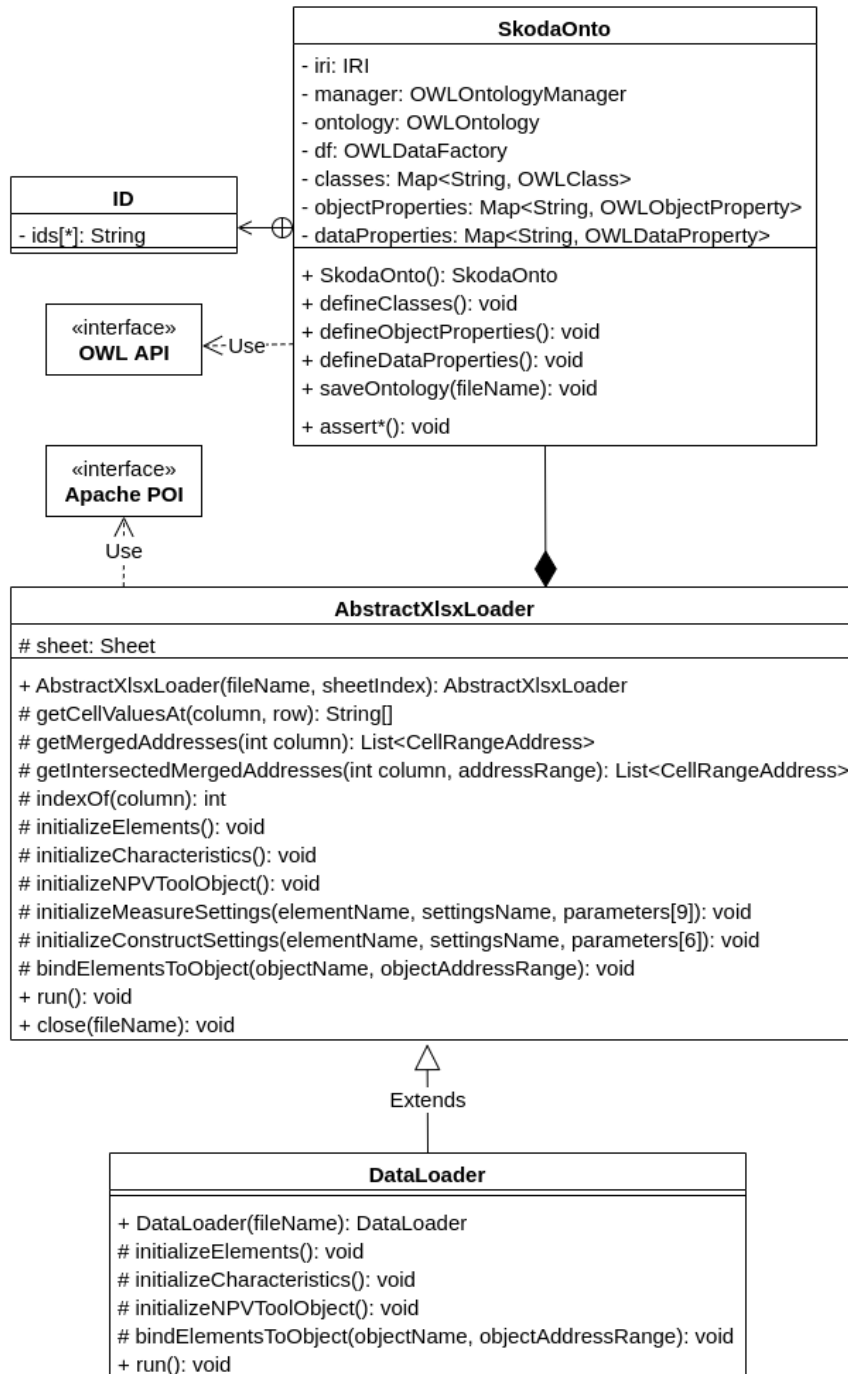 SkodaOnto
- iri: IRI
- manager: OWLOntologyManager
- ontology: OWLOntology
- df: OWLDataFactory
- classes: Map<String, OWLClass>
- objectProperties: Map<String, OWLObjectProperty>
- dataProperties: Map<String, OWLDataProperty>
+ SkodaOnto(): SkodaOnto
+ defineClasses(): void
+ defineObjectProperties(): void
+ defineDataProperties(): void
+ saveOntology(fileName): void
+ assert*(): void
ID
- ids[*]: String
«interface»
OWL API
Use
«interface»
Apache POI
Use
AbstractXlsxLoader
# sheet: Sheet
+ AbstractXlsxLoader(fileName, sheetIndex): AbstractXlsxLoader
# getCellValuesAt(column, row): String[]
# getMergedAddresses(int column): List<CellRangeAddress>
# getIntersectedMergedAddresses(int column, addressRange): List<CellRangeAddress>
# indexOf(column): int
# initializeElements(): void
# initializeCharacteristics(): void
# initializeNPVToolObject(): void
# initializeMeasureSettings(elementName, settingsName, parameters[9]): void
# initializeConstructSettings(elementName, settingsName, parameters[6]): void
# bindElementsToObject(objectName, objectAddressRange): void
+ run(): void
+ close(fileName): void
Extends
DataLoader
+ DataLoader(fileName): DataLoader
# initializeElements(): void
# initializeCharacteristics(): void
# initializeNPVToolObject(): void
# bindElementsToObject(objectName, objectAddressRange): void
+ run(): void